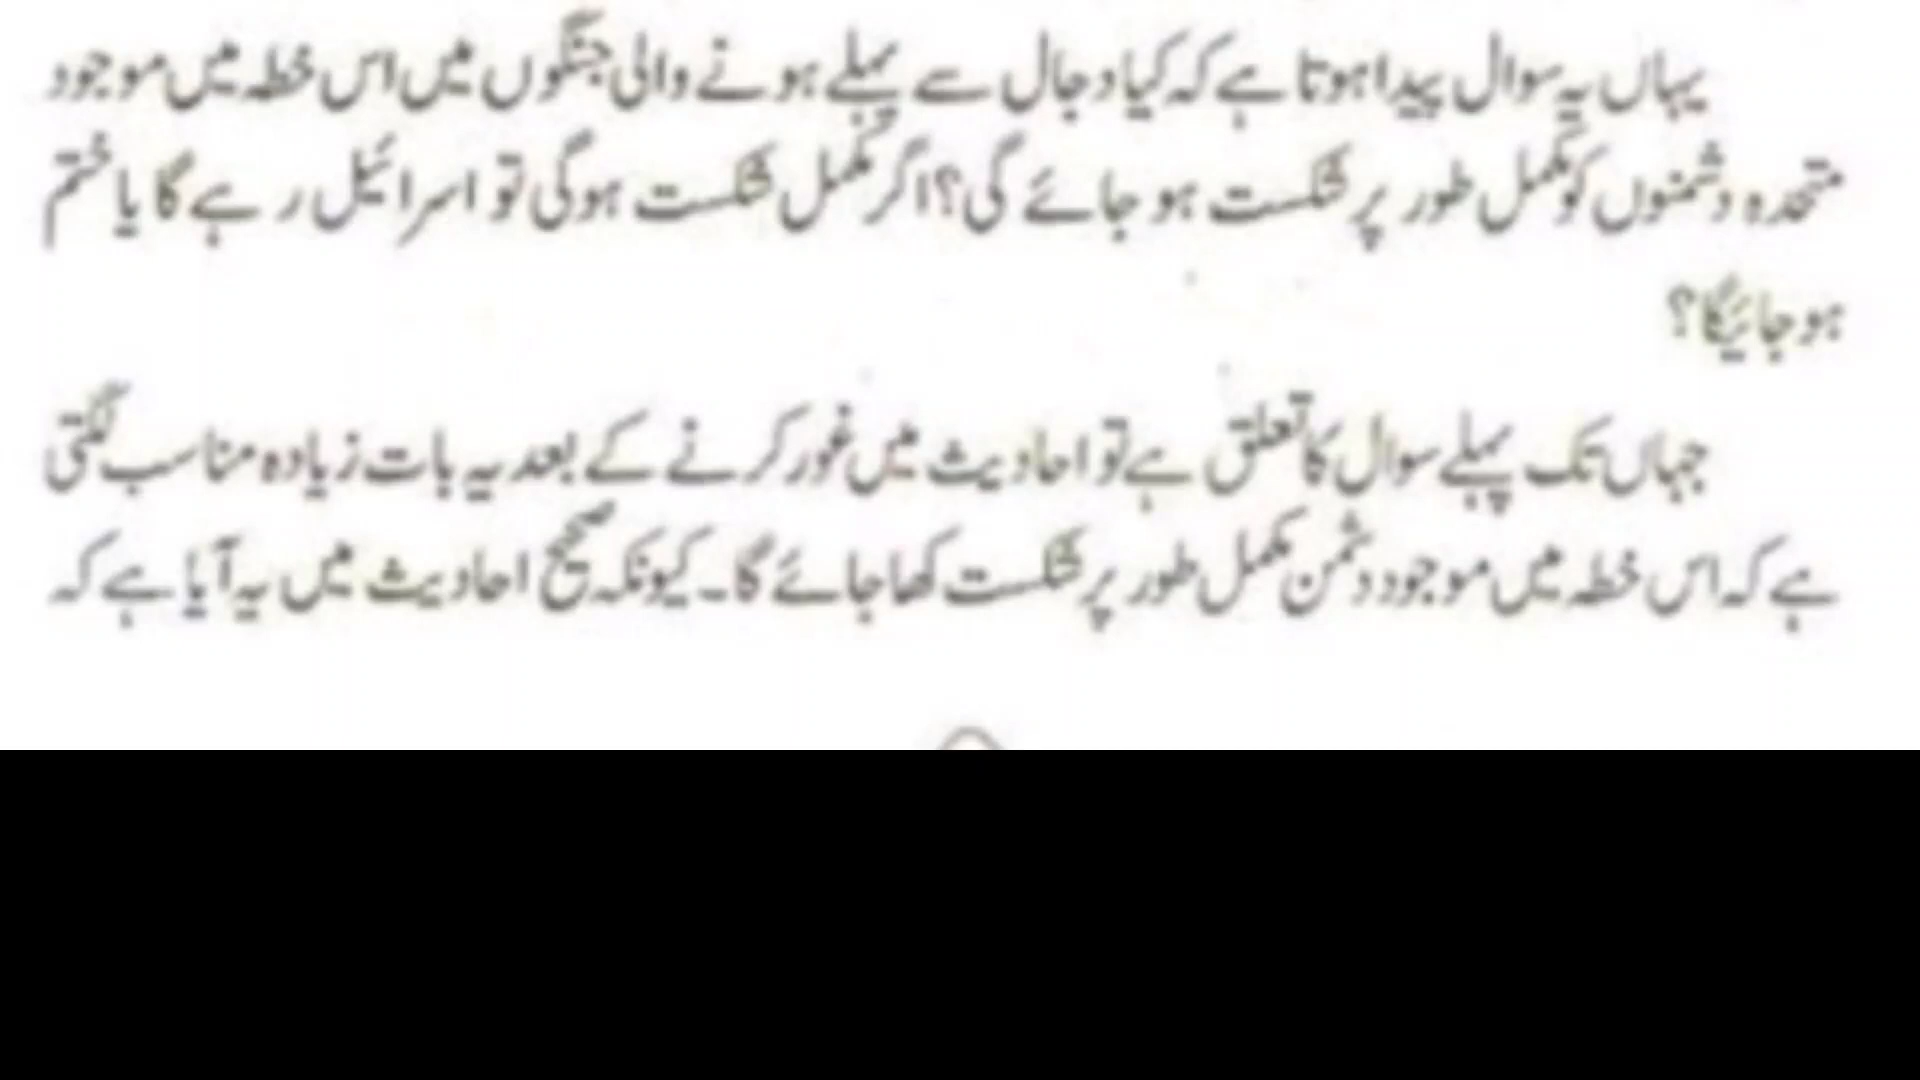 یہاں یہ سوال پیدا ہوتا ہے کہ کیا دجال سے پہلے ہونے والی جنگوں میں اس خطہ میں موجود
متحدہ دشمنوں کو مکمل طور پر شکست ہو جائے گی؟ اگر مکمل شکست ہوگی تو اسرائیل رہے گا یا ختم
ہو جائیگا؟
جہاں تک پہلے سوال کا تعلق ہے تو احادیث میں غور کرنے کے بعد یہ بات زیادہ مناسب لگتی
ہے کہ اس خطہ میں موجود دشمن مکمل طور پر شکست کھا جائے گا۔ کیونکہ صحیح احادیث میں یہ آیا ہے کہ